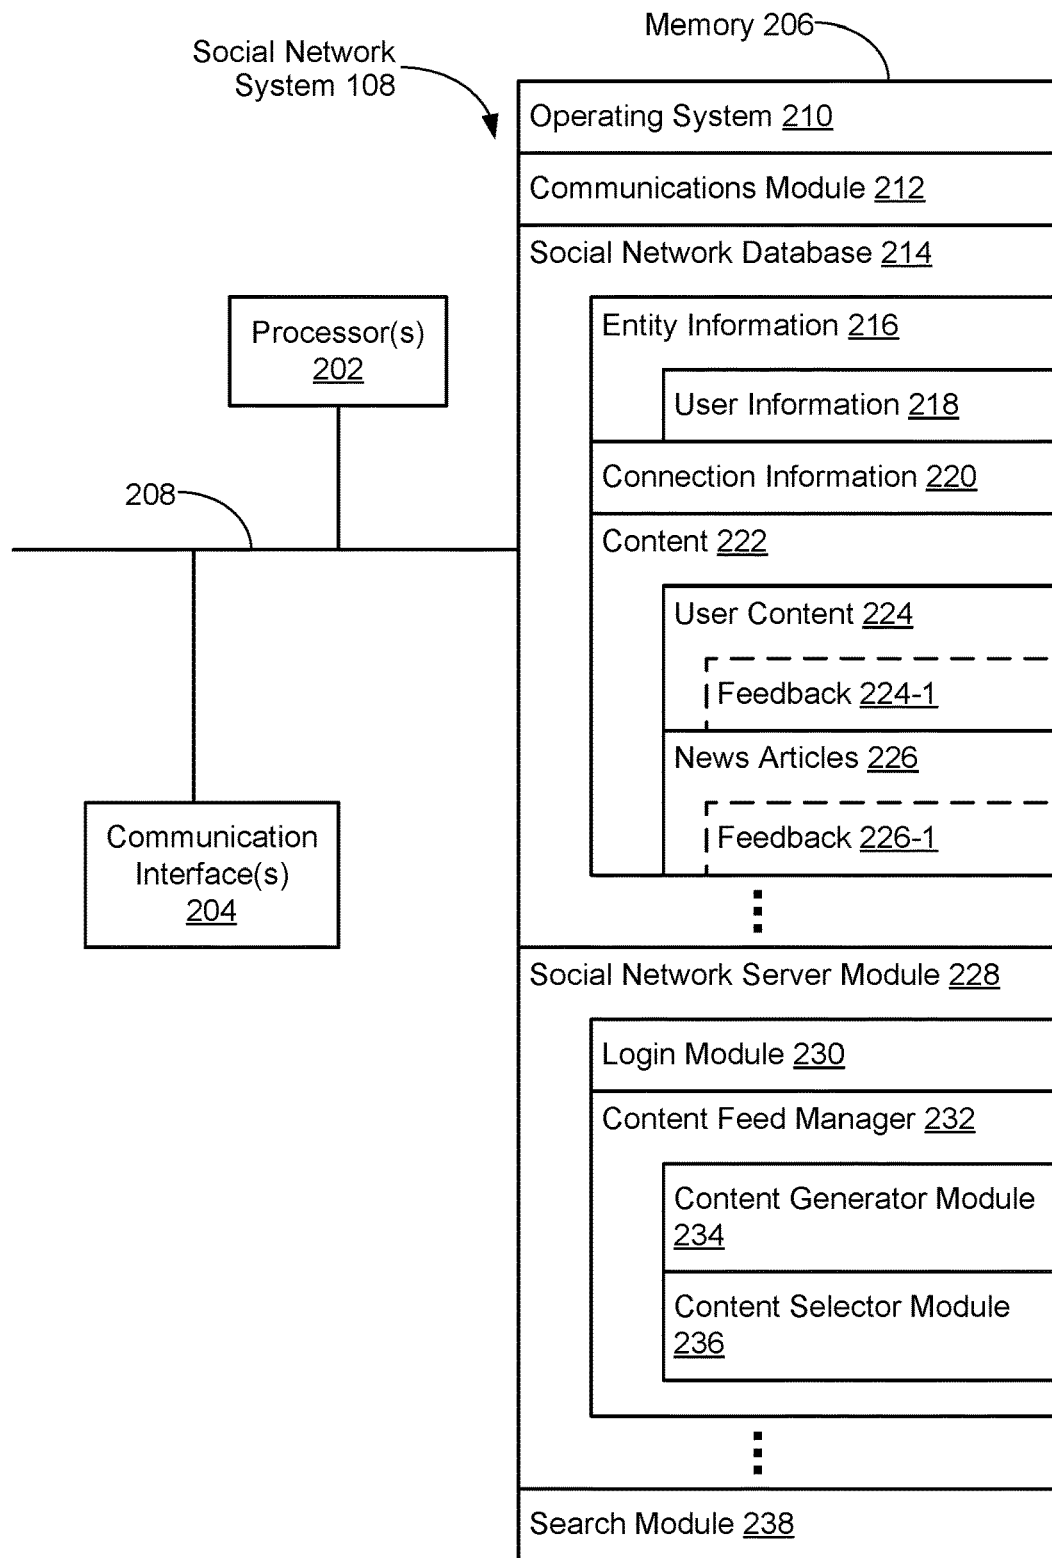 Memory 206
Social Network
System 108
Operating System 210
Communications Module 212
Social Network Database 214
Processor(s)
202
Entity Information 216
User Information 218
Connection Information 220
208
Content 222
User Content 224
Feedback 224-1
News Articles 226
Feedback 226-1
Communication
Interface(s)
204
Social Network Server Module 228
Login Module 230
Content Feed Manager 232
Content Generator Module
234
Content Selector Module
236
Search Module 238